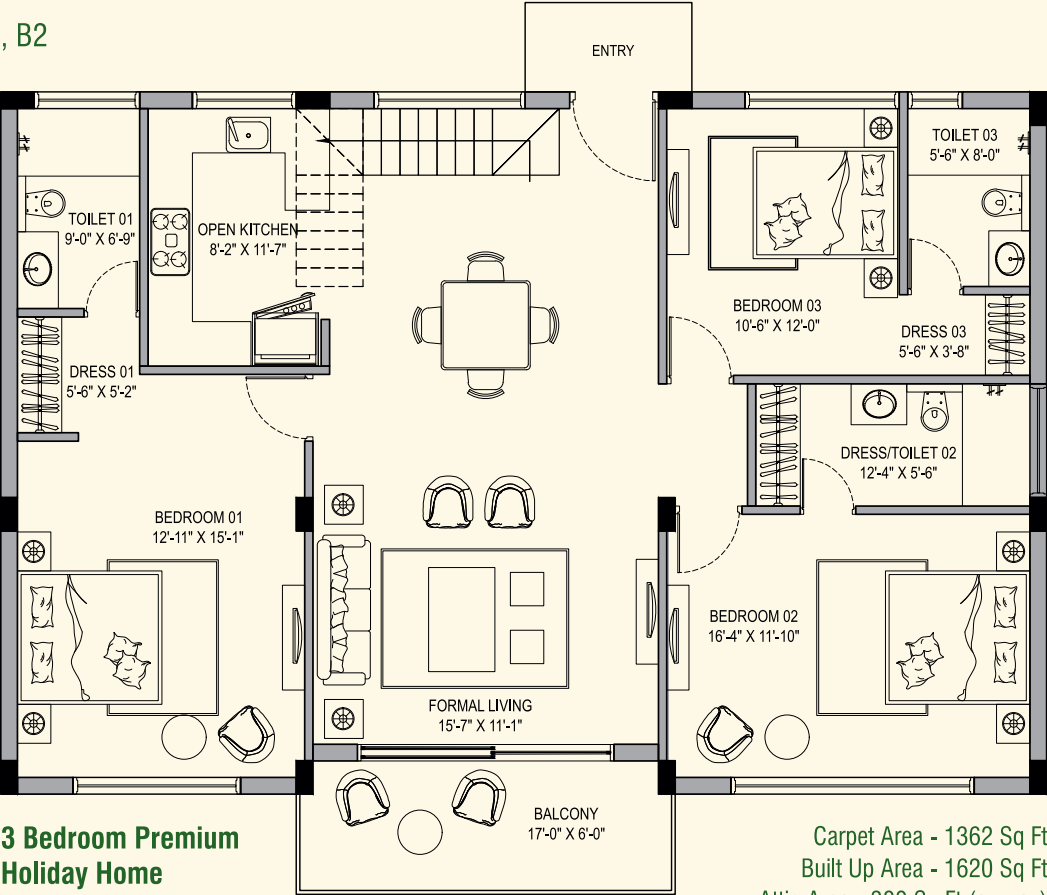 , B2
ENTRY
TOILET 01
9'-0" X 6'-9"
OPEN KITCHEN
8'-2" X 11'-7"
TOILET 03
5'-6" X 8'-0"
BEDROOM 03
10'-6" X 12'-0"
DRESS 03
5'-6" X 3'-8"
DRESS 01
5'-6" X 5'-2"
DRESS/TOILET 02
12'-4" X 5'-6"
BEDROOM 01
12'-11" X 15'-1"
BEDROOM 02
16'-4" X 11'-10"
FORMAL LIVING
15'-7" X 11'-1"
BALCONY
17'-0" X 6'-0"
3 Bedroom Premium
Holiday Home
Carpet Area - 1362 Sq Ft
Built Up Area - 1620 Sq Ft